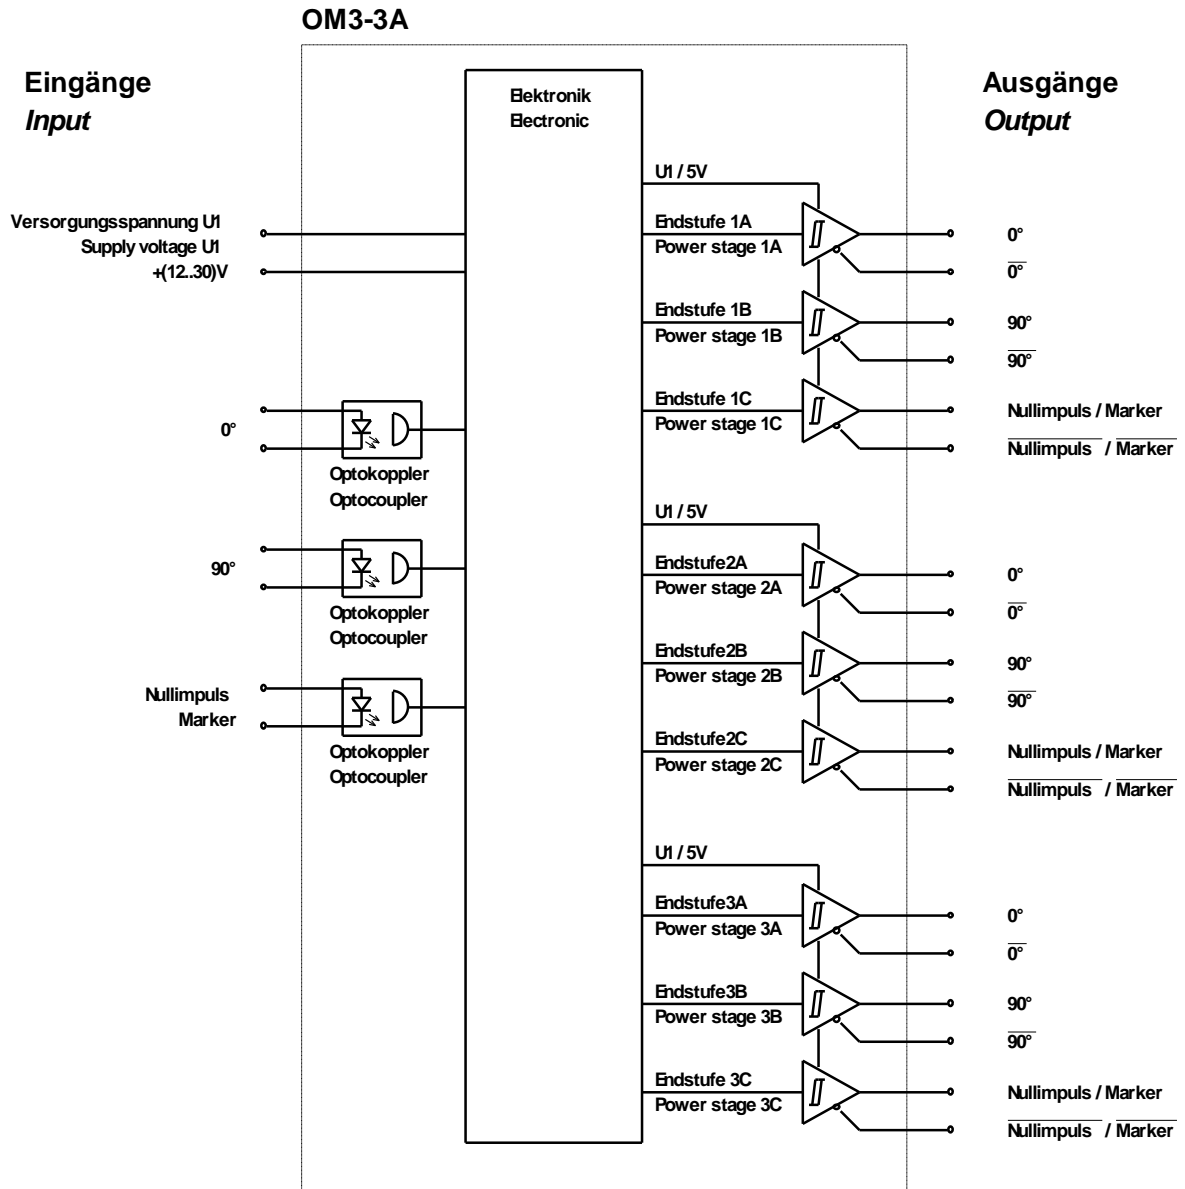 OM3-3A
Eingänge
Input
Elektronik
Electronic
Ausgänge
Output
Versorgungsspannung U1
Supply voltage U1
+(12..30)V
0°
Optokoppler
Optocoupler
90°
Optokoppler
Optocoupler
Nullimpuls
Marker
Optokoppler
Optocoupler
U1 / 5V
Endstufe 1A
Power stage 1A
0°
0°
Endstufe 1B
Power stage 1B
90°
90°
Endstufe 1C
Power stage 1C
Nullimpuls / Marker
Nullimpuls / Marker
U1 / 5V
Endstufe2A
Power stage 2A
0°
0°
Endstufe2B
Power stage 2B
90°
90°
Endstufe2C
Power stage 2C
Nullimpuls / Marker
Nullimpuls / Marker
U1 / 5V
Endstufe3A
Power stage 3A
0°
0°
Endstufe3B
Power stage 3B
90°
90°
Endstufe 3C
Power stage 3C
Nullimpuls / Marker
Nullimpuls / Marker